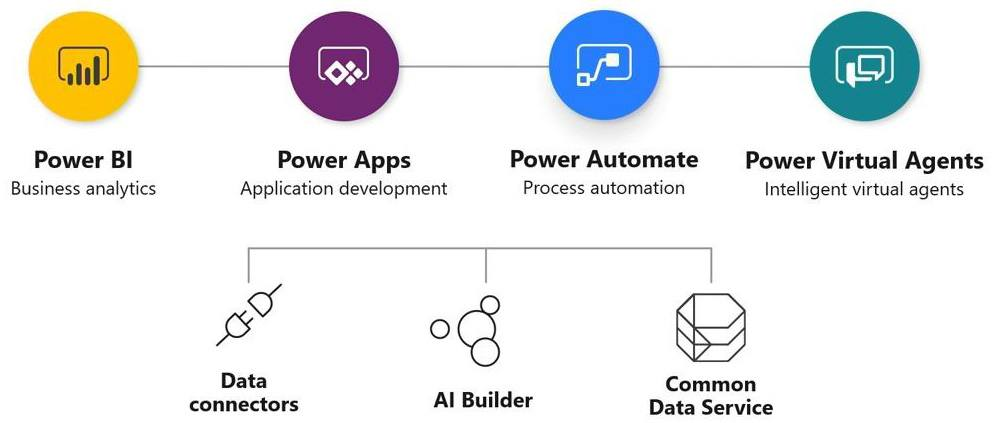 Power BI
Business analytics
Power Apps
Application development
Power Automate
Process automation
Power Virtual Agents
Intelligent virtual agents
Data
connectors
AI Builder
Common
Data Service